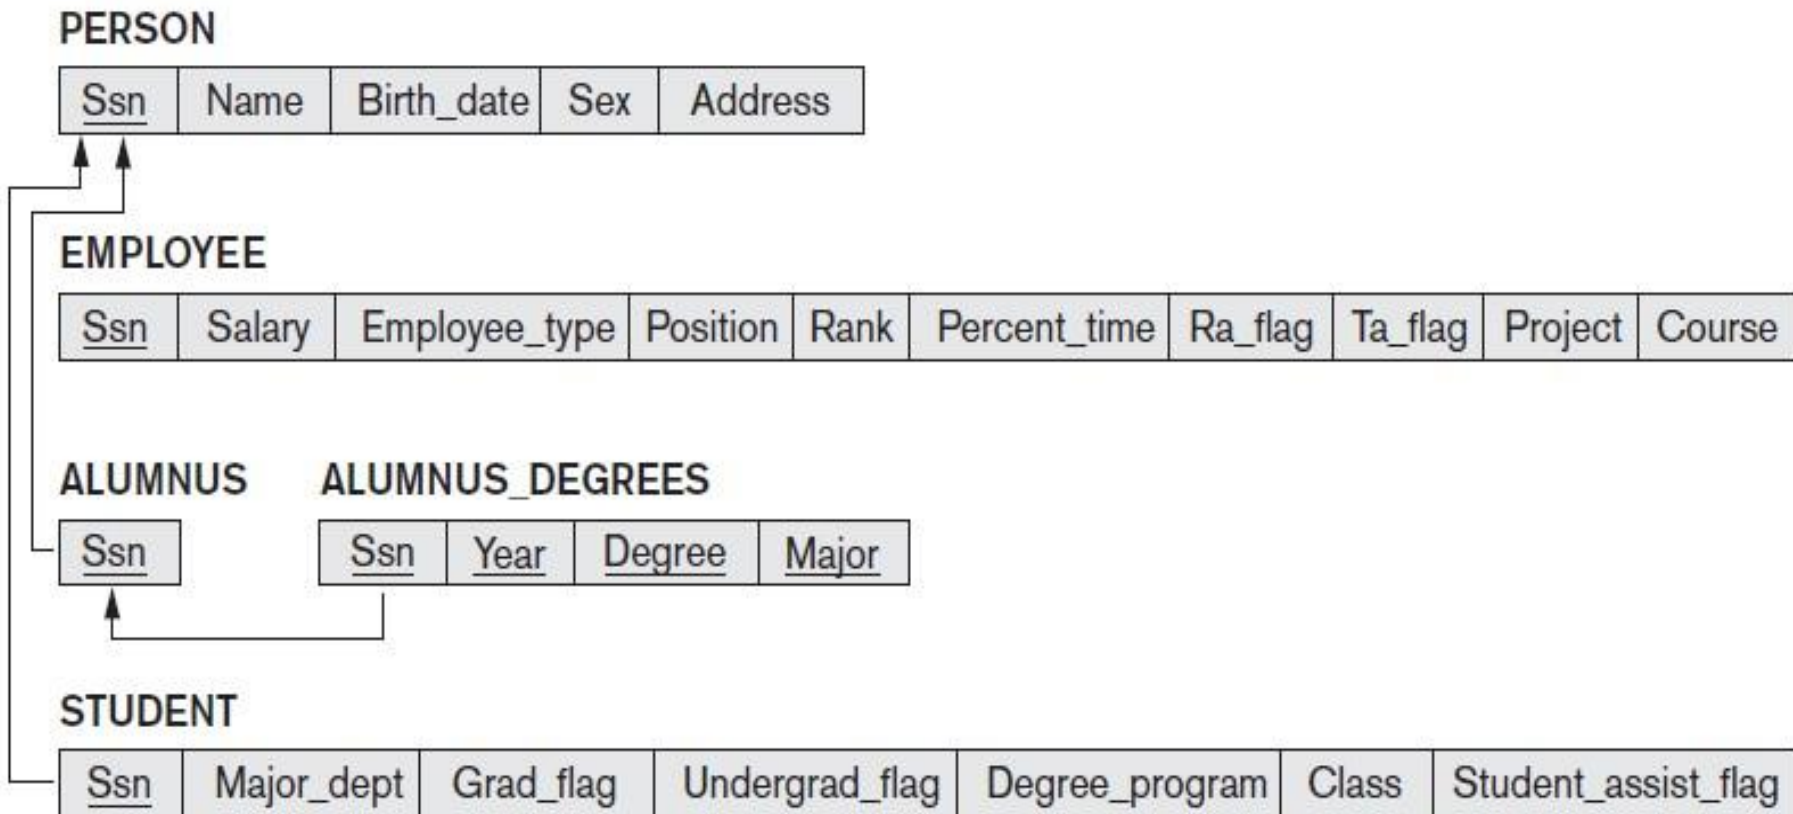 PERSON
Ssn Name Birth_date Sex Address
EMPLOYEE
Ssn Salary Employee_type Position Rank Percent_time Ra_flag Ta_flag Project Course
ALUMNUS ALUMNUS_DEGREES
Ssn Ssn Year Degree Major
STUDENT
Ssn Major_dept Grad_flag Undergrad_flag Degree_program Class Student_assist_flag